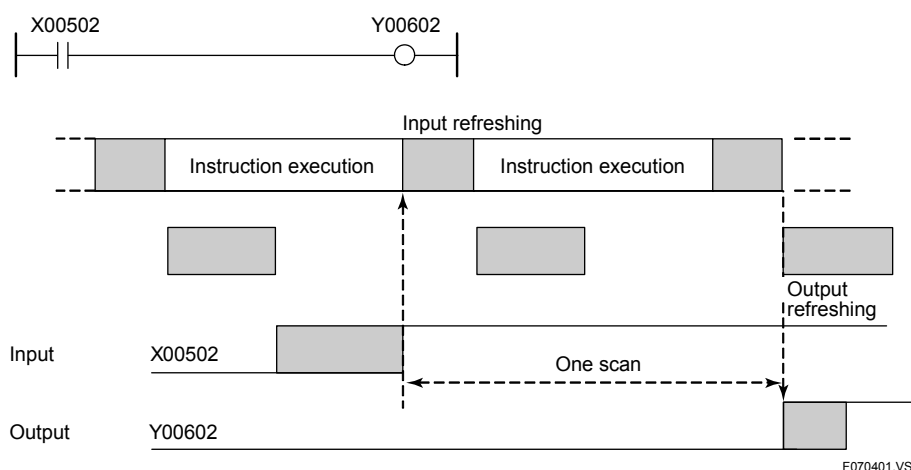 X00502
Y00602
Input refreshing
Instruction execution
Instruction execution
Output
refreshing
Input
X00502
One scan
Output
Y00602
F070401.VSD